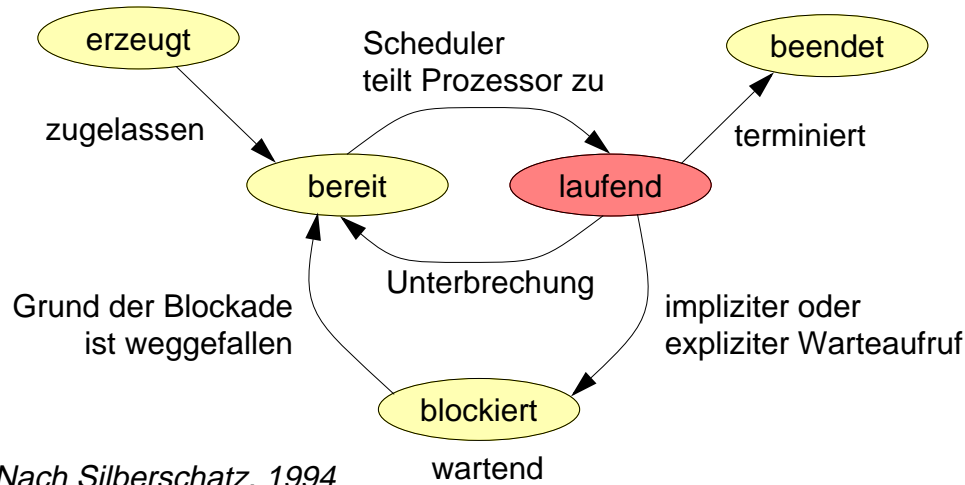 erzeugt
Scheduler
teilt Prozessor zu
beendet
zugelassen
terminiert
bereit
laufend
Unterbrechung
Grund der Blockade
ist weggefallen
impliziter oder
expliziter Warteaufruf
blockiert
wartend
Nach Silberschatz, 1994